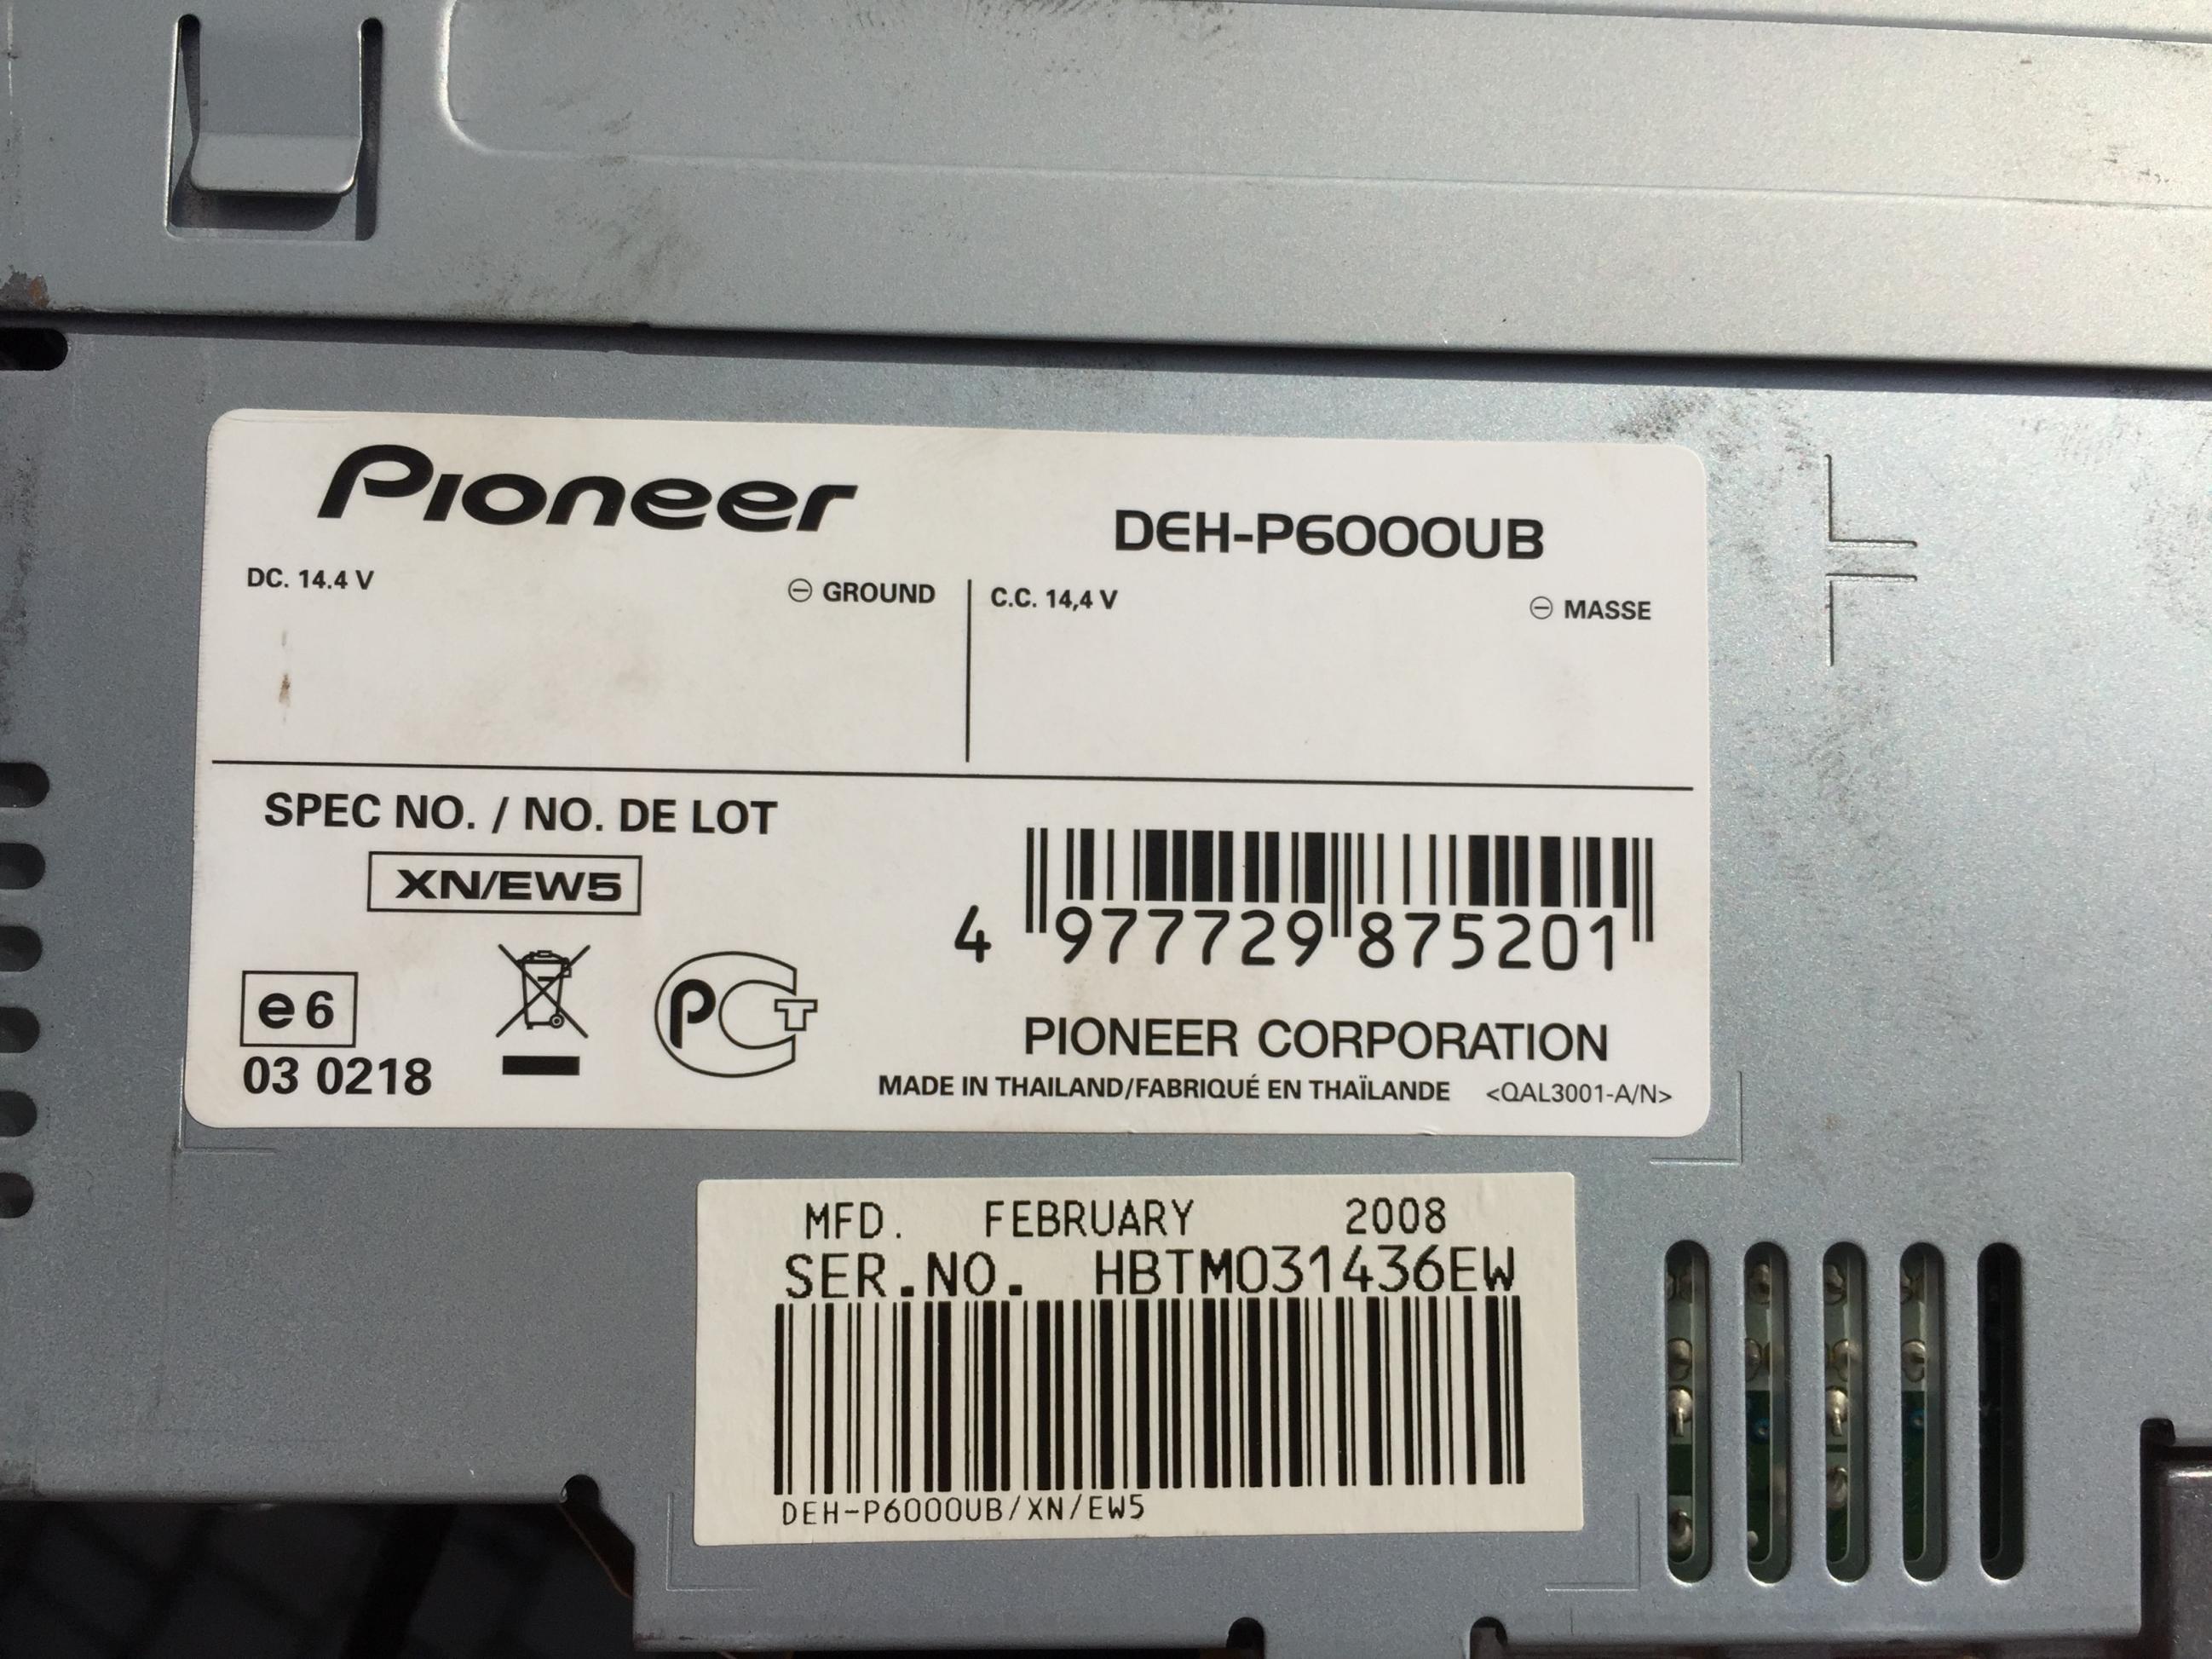 Pioneer
DEH-P6000UB
DC. 14.4 V
⊖ GROUND
C.C. 14,4 V
⊖ MASSE
SPEC NO. / NO. DE LOT
XN/EW5
4 977729 875201
e6
03 0218
PCT
PIONEER CORPORATION
MADE IN THAILAND/FABRIQUÉ EN THAÏLANDE <QAL3001-A/N>
MFD. FEBRUARY 2008
SER.NO. HBTM031436EW
DEH-P6000UB/XN/EW5